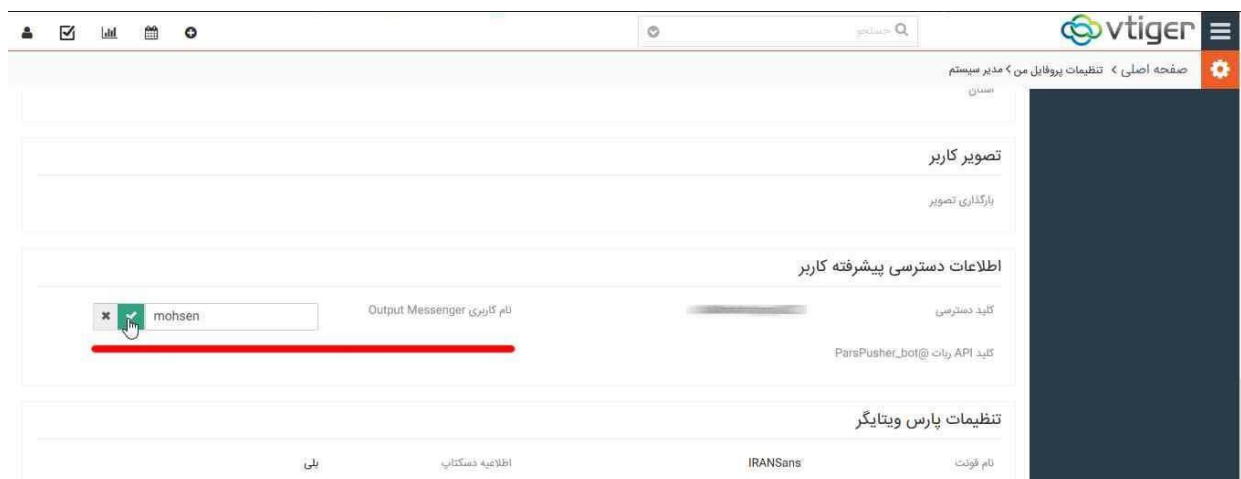 vtiger
جستجو
صفحه اصلی > تنظیمات پروفایل من > مدیر سیستم
استان
تصویر کاربر
بارگذاری تصویر
اطلاعات دسترسی پیشرفته کاربر
کلید دسترسی
نام کاربری Output Messenger
mohsen
کلید API ربات @ParsPusher_bot
تنظیمات پارس ویتایگر
نام فونت
IRANSans
اطلاعیه دسکتاپ
بلی